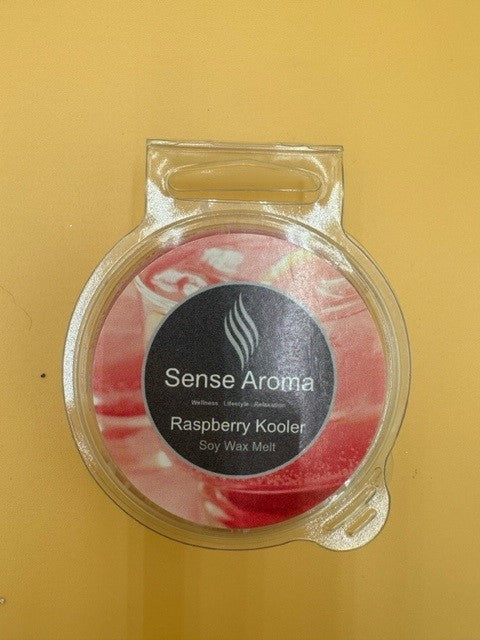 Sense Aroma
Wellness . Lifestyle . Relaxation
Raspberry Kooler
Soy Wax Melt